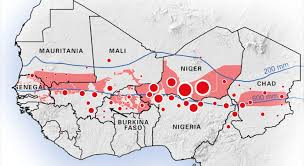 MAURITANIA
MALI
NIGER
200 mm
CHAD
SENEGAL
600 mm
BURKINA
FASO
NIGERIA